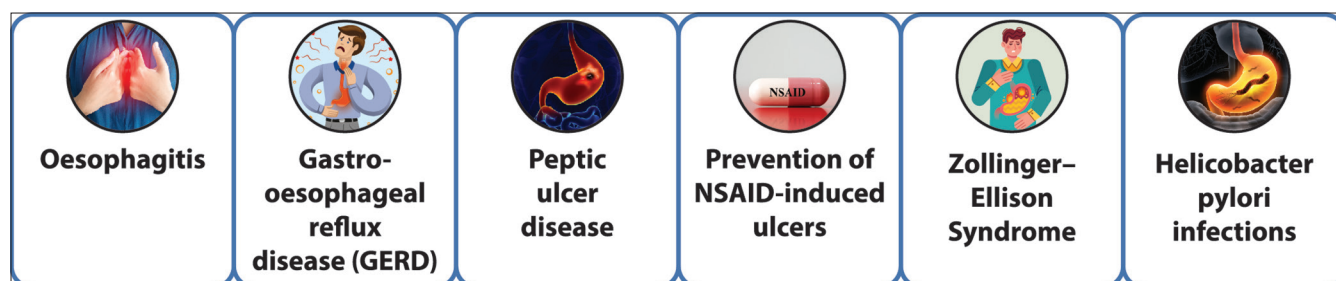 Oesophagitis
Gastro-
oesophageal
reflux
disease (GERD)
Peptic
ulcer
disease
NSAID
Prevention of
NSAID-induced
ulcers
Zollinger–
Ellison
Syndrome
Helicobacter
pylori
infections